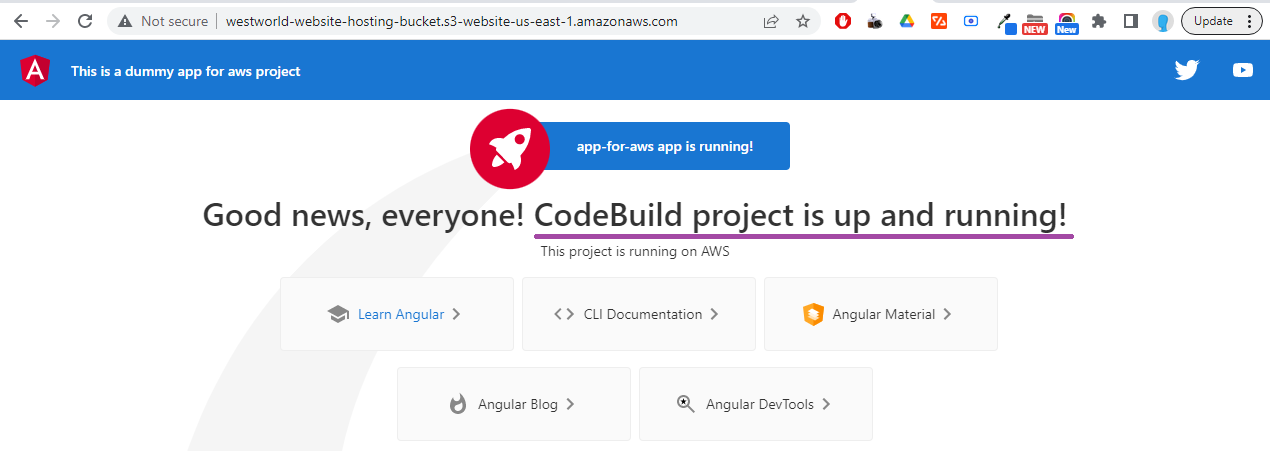 Not secure westworld-website-hosting-bucket.s3-website-us-east-1.amazonaws.com NEW New Update
This is a dummy app for aws project
app-for-aws app is running!
Good news, everyone! CodeBuild project is up and running!
This project is running on AWS
Learn Angular CLI Documentation Angular Material
Angular Blog Angular DevTools